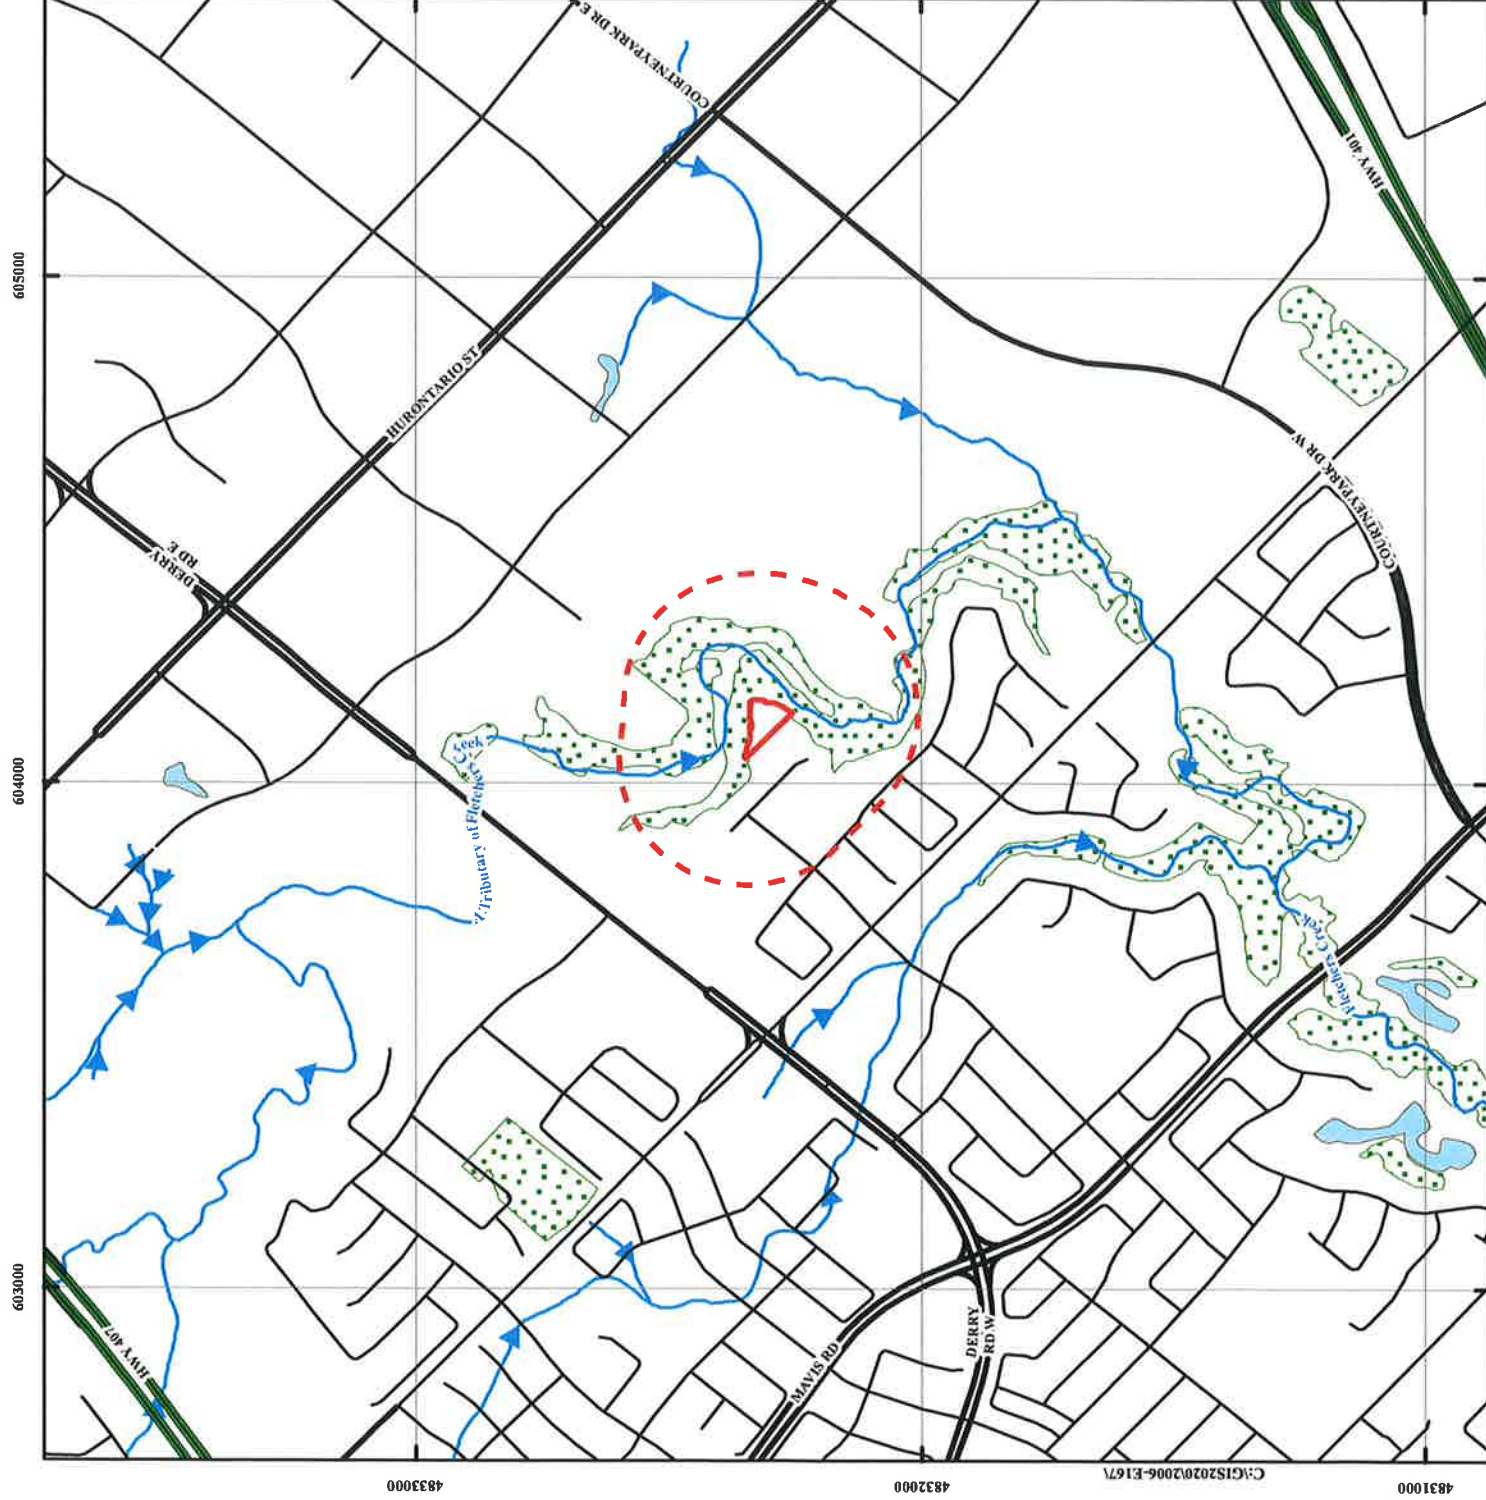 COURTNEYPARK DR E
HWY 401
605000
HURONTARIO ST
DERRY
RD E
COURTNEYPARK DR W
604000
Tributary of Fletchers Creek
Fletchers Creek
603000
HWY 407
MAVIS RD
DERRY
RD W
4833000
4832000
4831000
C:\GIS2020\2006-E167\